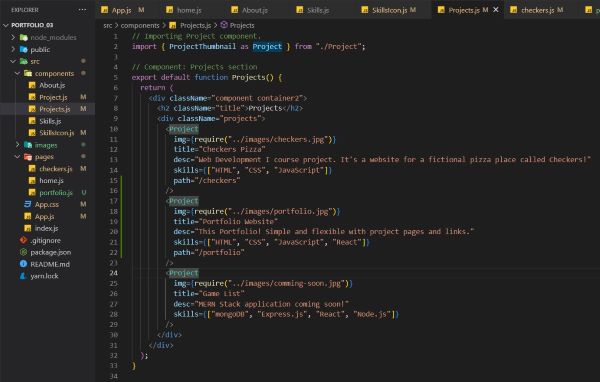 EXPLORER
PORTFOLIO_03
node_modules
public
src
components
About.js
Project.js M
Projects.js M
Skills.js
SkillsIcon.js M
images
pages
checkers.js M
home.js
portfolio.js U
App.css M
App.js M
index.js
.gitignore
package.json
README.md
yarn.lock
App.js M home.js About.js Skills.js SkillsIcon.js M Projects.js M checkers.js M
src > components > Projects.js > Projects
1 // Importing Project component.
2 import { ProjectThumbnail as Project } from "./Project";
3
4 // Component: Projects section
5 export default function Projects() {
6 return (
7 <div className="component container2">
8 <h2 className="title">Projects</h2>
9 <div className="projects">
10 <Project
11 img={require("../images/checkers.jpg")}
12 title="Checkers Pizza"
13 desc="Web Development I course project. It's a website for a fictional pizza place called Checkers!"
14 skills={["HTML", "CSS", "JavaScript"]}
15 path="/checkers"
16 />
17 <Project
18 img={require("../images/portfolio.jpg")}
19 title="Portfolio Website"
20 desc="This Portfolio! Simple and flexible with project pages and links."
21 skills={["HTML", "CSS", "JavaScript", "React"]}
22 path="/portfolio"
23 />
24 <Project
25 img={require("../images/comming-soon.jpg")}
26 title="Game List"
27 desc="MERN Stack application coming soon!"
28 skills={["mongoDB", "Express.js", "React", "Node.js"]}
29 />
30 </div>
31 </div>
32 );
33 }
34